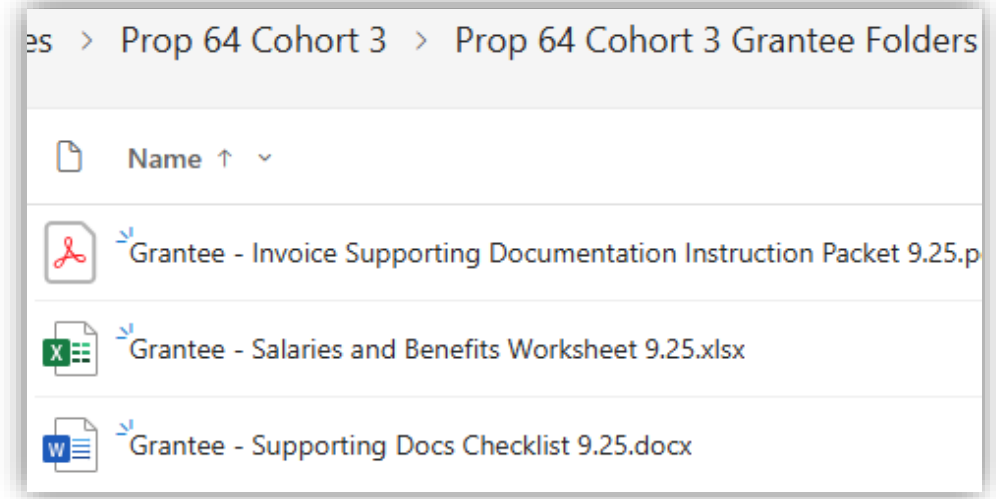 es > Prop 64 Cohort 3 > Prop 64 Cohort 3 Grantee Folders
Name ↑
Grantee - Invoice Supporting Documentation Instruction Packet 9.25.p
Grantee - Salaries and Benefits Worksheet 9.25.xlsx
Grantee - Supporting Docs Checklist 9.25.docx